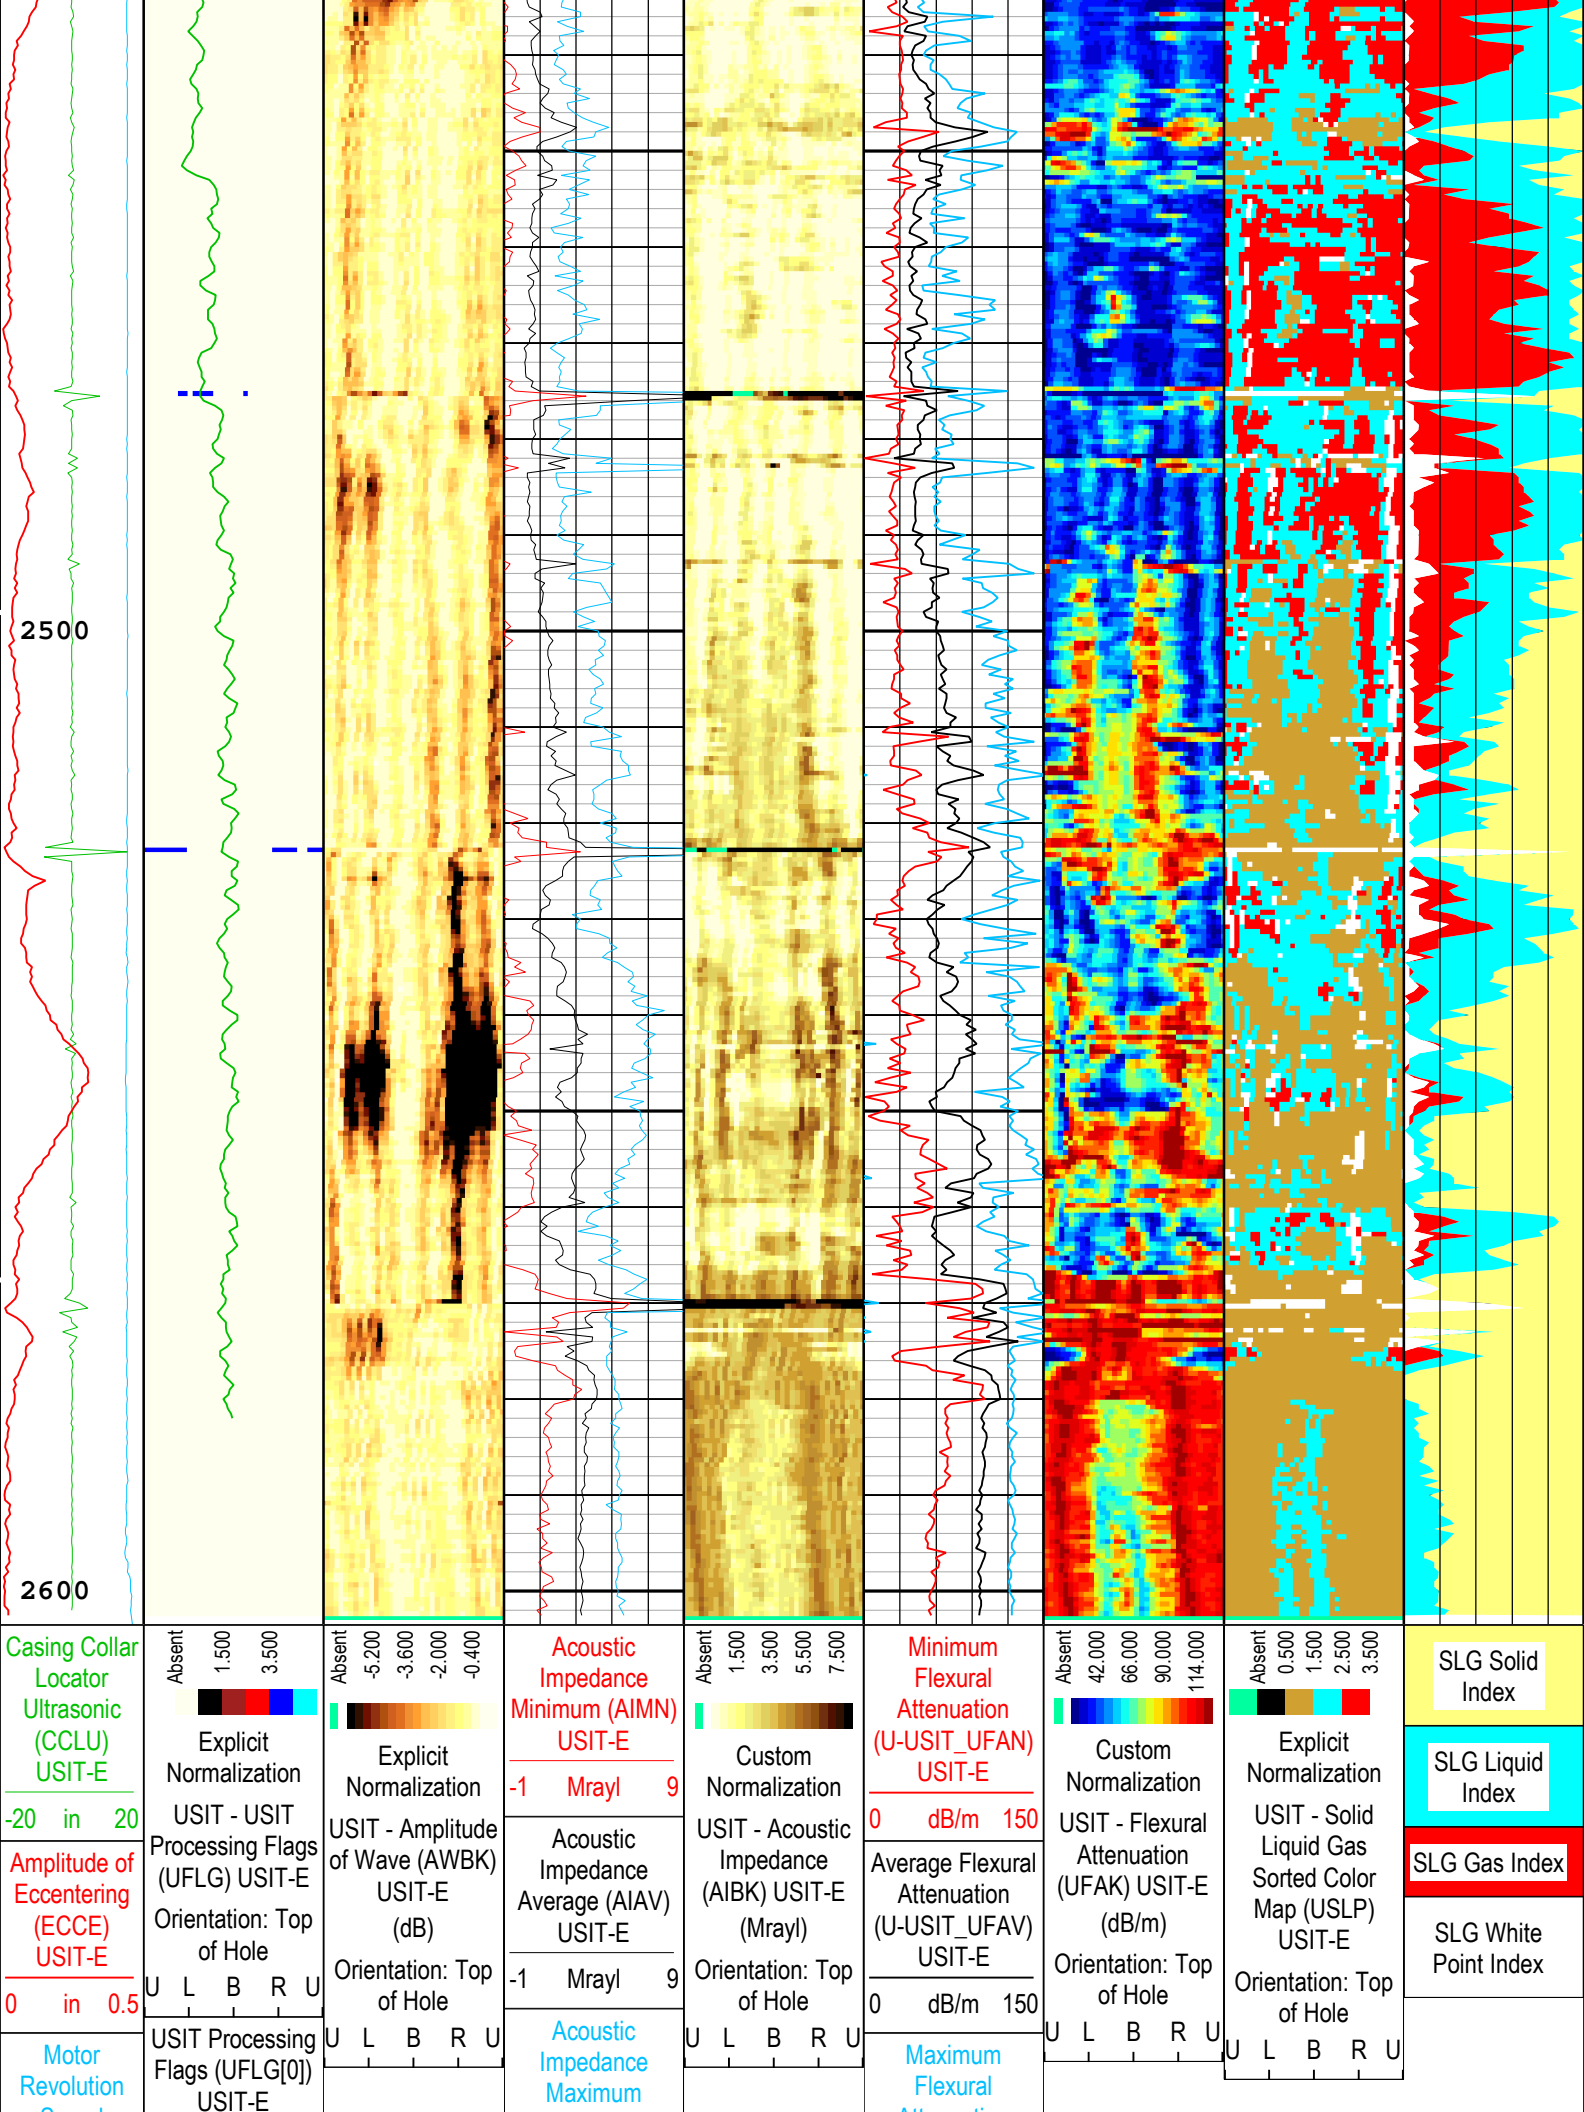 2500
2600
Casing Collar
Locator
Ultrasonic
(CCLU)
USIT-E
-20 in 20
Amplitude of
Eccentering
(ECCE)
USIT-E
0 in 0.5
Motor
Revolution
Absent
1.500
3.500
Explicit
Normalization
USIT - USIT
Processing Flags
(UFLG) USIT-E
Orientation: Top
of Hole
U L B R U
USIT Processing
Flags (UFLG[0])
USIT-E
Absent
-5.200
-3.600
-2.000
-0.400
Explicit
Normalization
USIT - Amplitude
of Wave (AWBK)
USIT-E
(dB)
Orientation: Top
of Hole
U L B R U
Acoustic
Impedance
Minimum (AIMN)
USIT-E
-1 Mrayl 9
Acoustic
Impedance
Average (AIAV)
USIT-E
-1 Mrayl 9
Acoustic
Impedance
Maximum
Absent
1.500
3.500
5.500
7.500
Custom
Normalization
USIT - Acoustic
Impedance
(AIBK) USIT-E
(Mrayl)
Orientation: Top
of Hole
U L B R U
Minimum
Flexural
Attenuation
(U-USIT_UFAN)
USIT-E
0 dB/m 150
Average Flexural
Attenuation
(U-USIT_UFAV)
USIT-E
0 dB/m 150
Maximum
Flexural
Absent
42.000
66.000
90.000
114.000
Custom
Normalization
USIT - Flexural
Attenuation
(UFAK) USIT-E
(dB/m)
Orientation: Top
of Hole
U L B R U
Absent
0.500
1.500
2.500
3.500
Explicit
Normalization
USIT - Solid
Liquid Gas
Sorted Color
Map (USLP)
USIT-E
Orientation: Top
of Hole
U L B R U
SLG Solid
Index
SLG Liquid
Index
SLG Gas Index
SLG White
Point Index